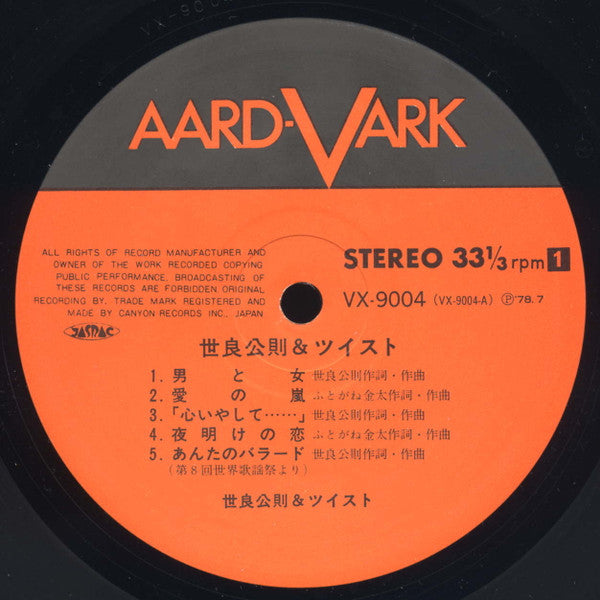 VX-9004
AARD-VARK
ALL RIGHTS OF RECORD MANUFACTURER AND
OWNER OF THE WORK RECORDED COPYING
PUBLIC PERFORMANCE, BROADCASTING OF
THESE RECORDS ARE FORBIDDEN, ORIGINAL
RECORDING BY. TRADE MARK REGISTERED AND
MADE BY CANYON RECORDS INC., JAPAN
JASRAC
STEREO 33 1/3 rpm 1
VX-9004 (VX-9004-A) Ⓟ'78.7
世良公則&ツイスト
1. 男と女 世良公則作詞・作曲
2. 愛の嵐 ふとがね金太作詞・作曲
3. 「心いやして……」 世良公則作詞・作曲
4. 夜明けの恋 ふとがね金太作詞・作曲
5. あんたのバラード 世良公則作詞・作曲
(第8回世界歌謡祭より)
世良公則&ツイスト